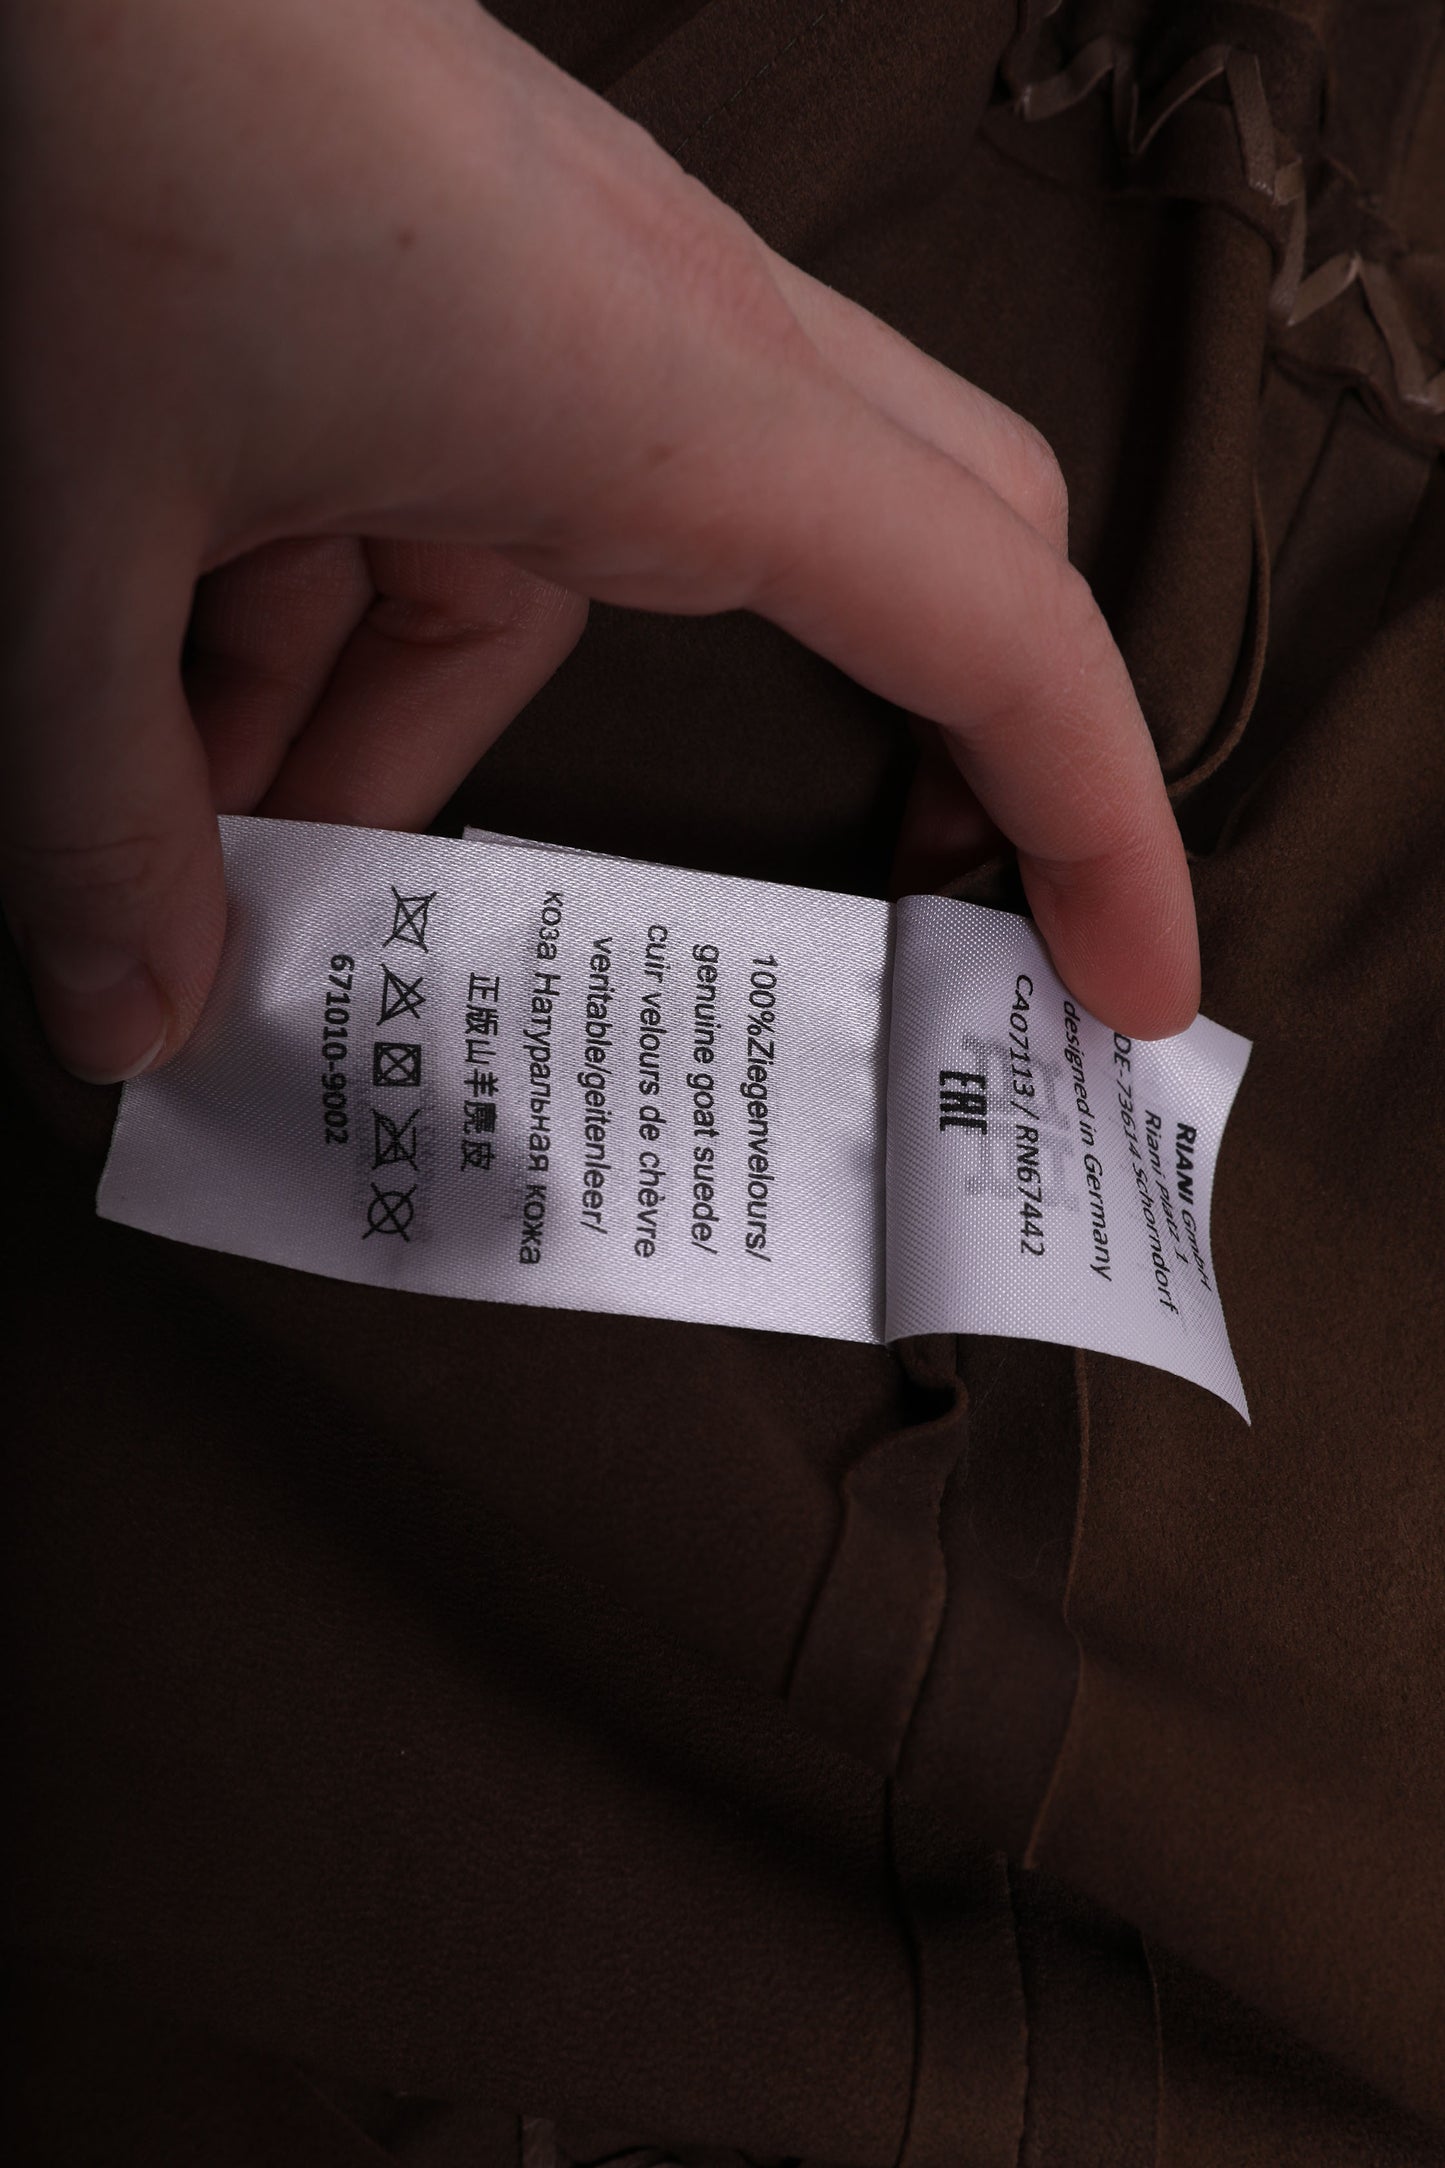 RIANI GmbH
Riani Platz 1
DE-73614 Schorndorf
designed in Germany
CA07113 / RN67442
EAC
100%Ziegenvelours/
genuine goat suede/
cuir velours de chèvre
veritable/geitenleer/
коза Натуральная кожа
正版山羊麂皮
671010-9002